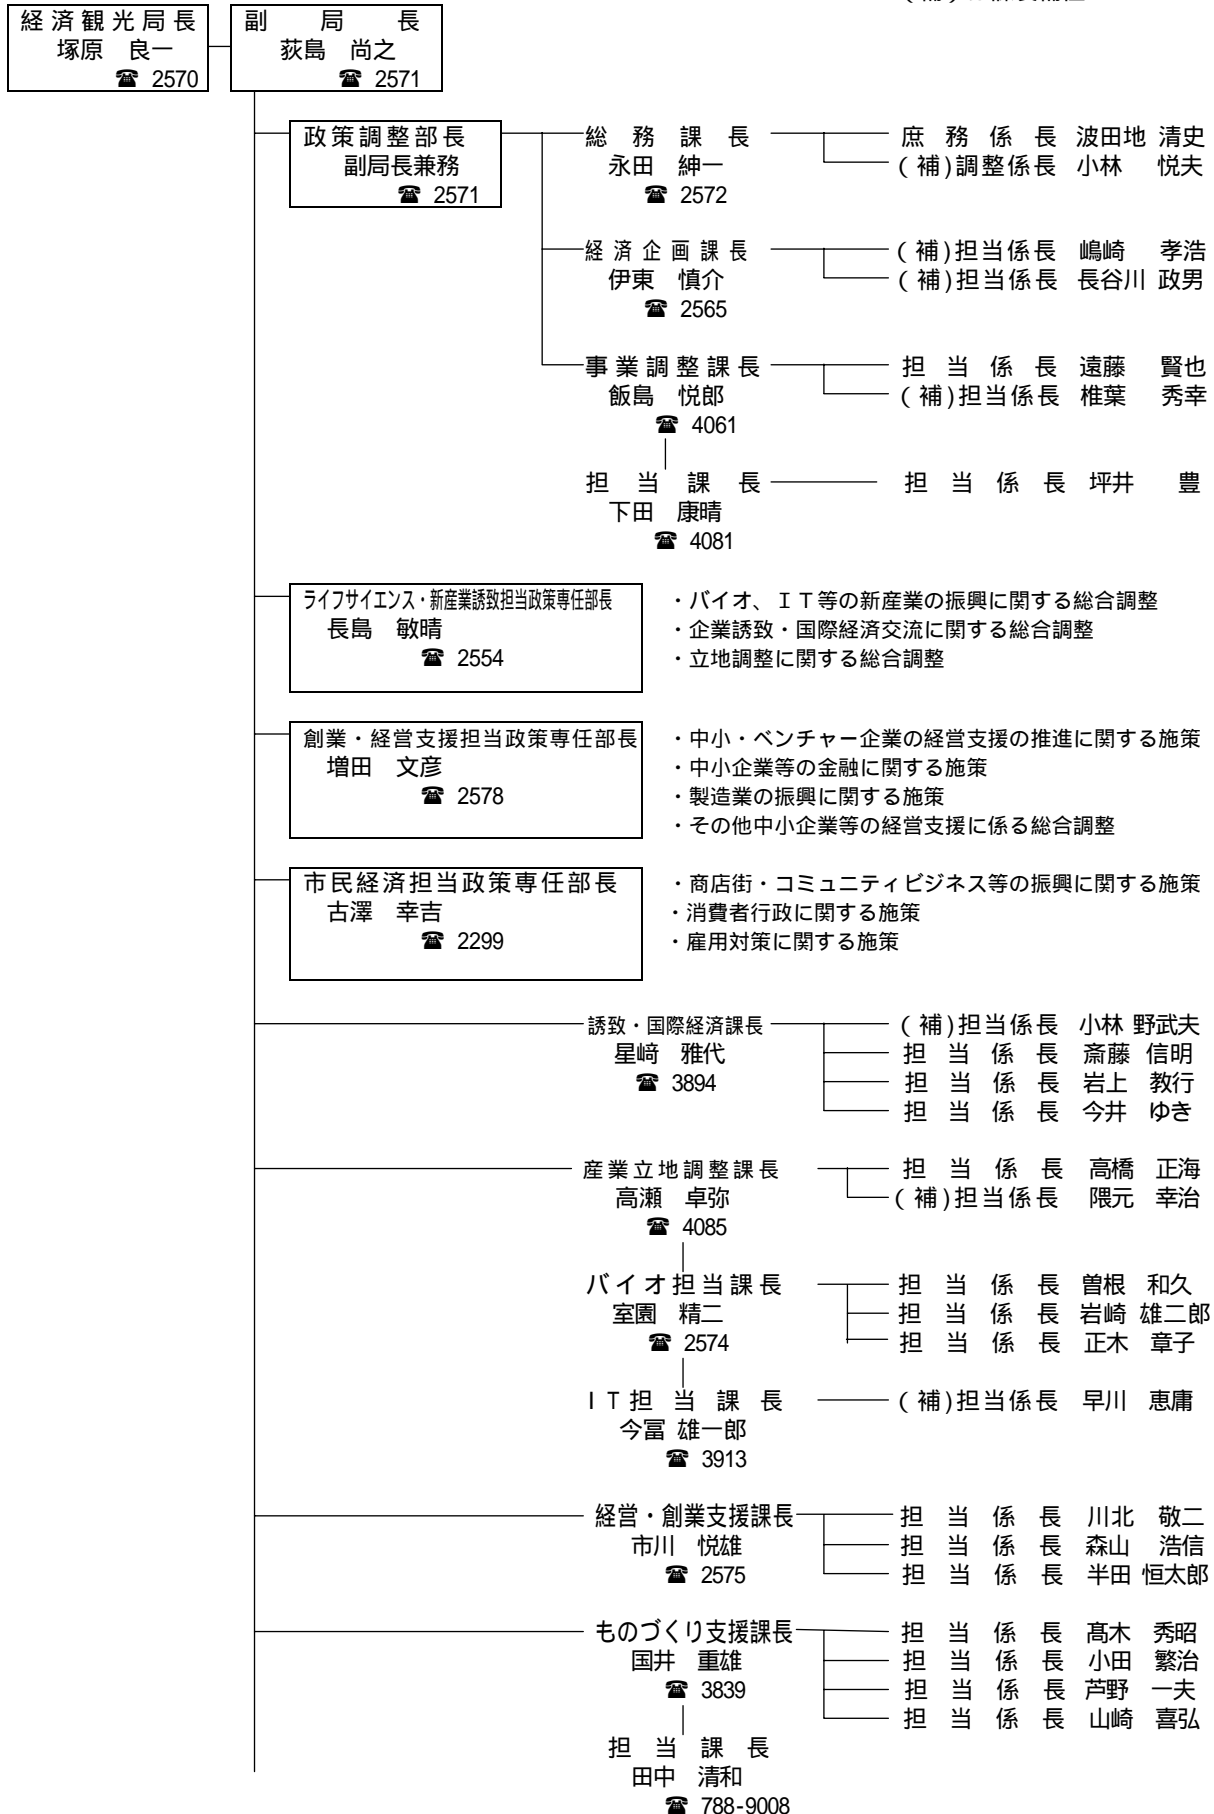 経済観光局長
塚原 良一
☎ 2570
副局長
荻島 尚之
☎ 2571
政策調整部長
副局長兼務
☎ 2571
総務課長
永田 紳一
☎ 2572
庶務係長 波田地 清史
(補)調整係長 小林 悦夫
経済企画課長
伊東 慎介
☎ 2565
(補)担当係長 嶋崎 孝浩
(補)担当係長 長谷川 政男
事業調整課長
飯島 悦郎
☎ 4061
担当係長 遠藤 賢也
(補)担当係長 椎葉 秀幸
担当課長
下田 康晴
☎ 4081
担当係長 坪井 豊
ライフサイエンス・新産業誘致担当政策専任部長
長島 敏晴
☎ 2554
・バイオ、IT等の新産業の振興に関する総合調整
・企業誘致・国際経済交流に関する総合調整
・立地調整に関する総合調整
創業・経営支援担当政策専任部長
増田 文彦
☎ 2578
・中小・ベンチャー企業の経営支援の推進に関する施策
・中小企業等の金融に関する施策
・製造業の振興に関する施策
・その他中小企業等の経営支援に係る総合調整
市民経済担当政策専任部長
古澤 幸吉
☎ 2299
・商店街・コミュニティビジネス等の振興に関する施策
・消費者行政に関する施策
・雇用対策に関する施策
誘致・国際経済課長
星﨑 雅代
☎ 3894
(補)担当係長 小林 野武夫
担当係長 斎藤 信明
担当係長 岩上 教行
担当係長 今井 ゆき
産業立地調整課長
高瀬 卓弥
☎ 4085
担当係長 高橋 正海
(補)担当係長 隈元 幸治
バイオ担当課長
室園 精二
☎ 2574
担当係長 曽根 和久
担当係長 岩崎 雄二郎
担当係長 正木 章子
IT担当課長
今冨 雄一郎
☎ 3913
(補)担当係長 早川 恵庸
経営・創業支援課長
市川 悦雄
☎ 2575
担当係長 川北 敬二
担当係長 森山 浩信
担当係長 半田 恒太郎
ものづくり支援課長
国井 重雄
☎ 3839
担当係長 髙木 秀昭
担当係長 小田 繁治
担当係長 芦野 一夫
担当係長 山崎 喜弘
担当課長
田中 清和
☎ 788-9008